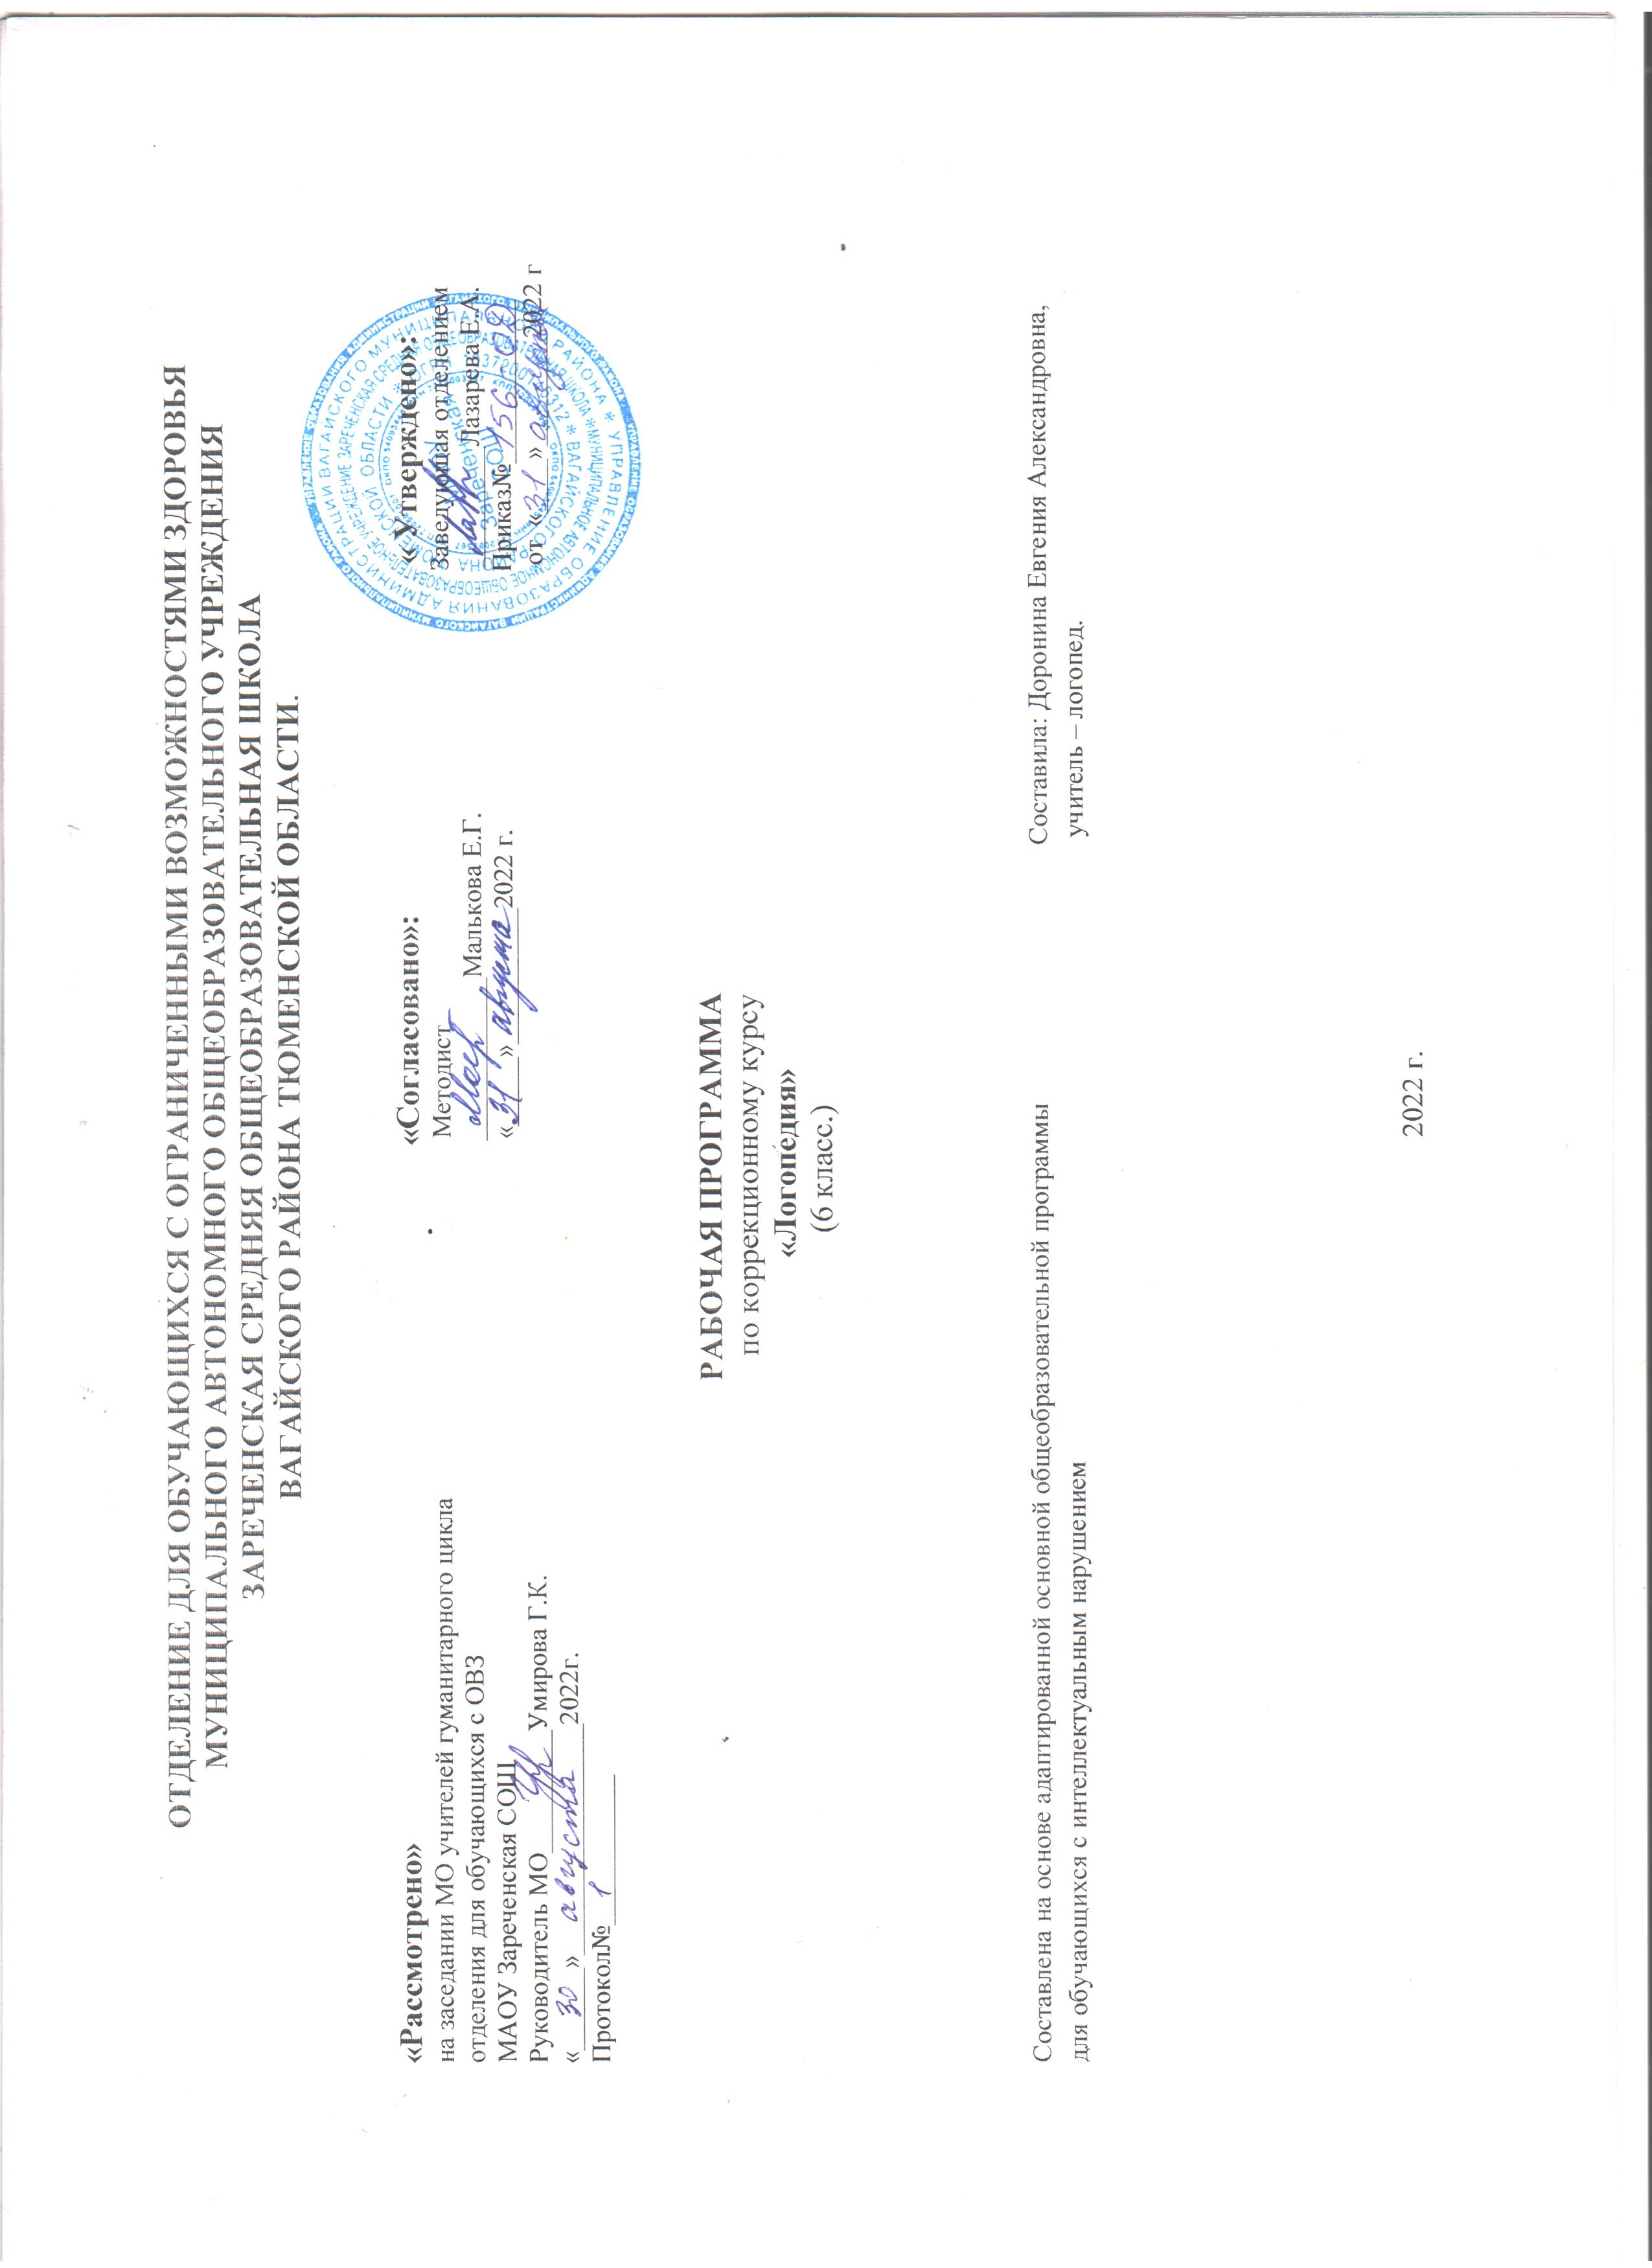 ОТДЕЛЕНИЕ ДЛЯ ОБУЧАЮЩИХСЯ С ОГРАНИЧЕННЫМИ ВОЗМОЖНОСТЯМИ ЗДОРОВЬЯ
МУНИЦИПАЛЬНОГО АВТОНОМНОГО ОБЩЕОБРАЗОВАТЕЛЬНОГО УЧРЕЖДЕНИЯ
ЗАРЕЧЕНСКАЯ СРЕДНЯЯ ОБЩЕОБРАЗОВАТЕЛЬНАЯ ШКОЛА
ВАГАЙСКОГО РАЙОНА ТЮМЕНСКОЙ ОБЛАСТИ.
«Рассмотрено»
на заседании МО учителей гуманитарного цикла
отделения для обучающихся с ОВЗ
МАОУ Зареченская СОШ
Руководитель МО Умирова Г.К.
« 30 » августа 2022г.
Протокол№ 1
«Согласовано»:
Методист
Малькова Е.Г.
«31» августа 2022 г.
«Утверждено»:
Заведующая отделением
Лазарева Е.А.
Приказ№ 156-ОД
от «31» августа 2022 г
РАБОЧАЯ ПРОГРАММА
по коррекционному курсу
«Логопедия»
(6 класс.)
Составлена на основе адаптированной основной общеобразовательной программы
для обучающихся с интеллектуальным нарушением
Составила: Доронина Евгения Александровна,
учитель – логопед.
2022 г.